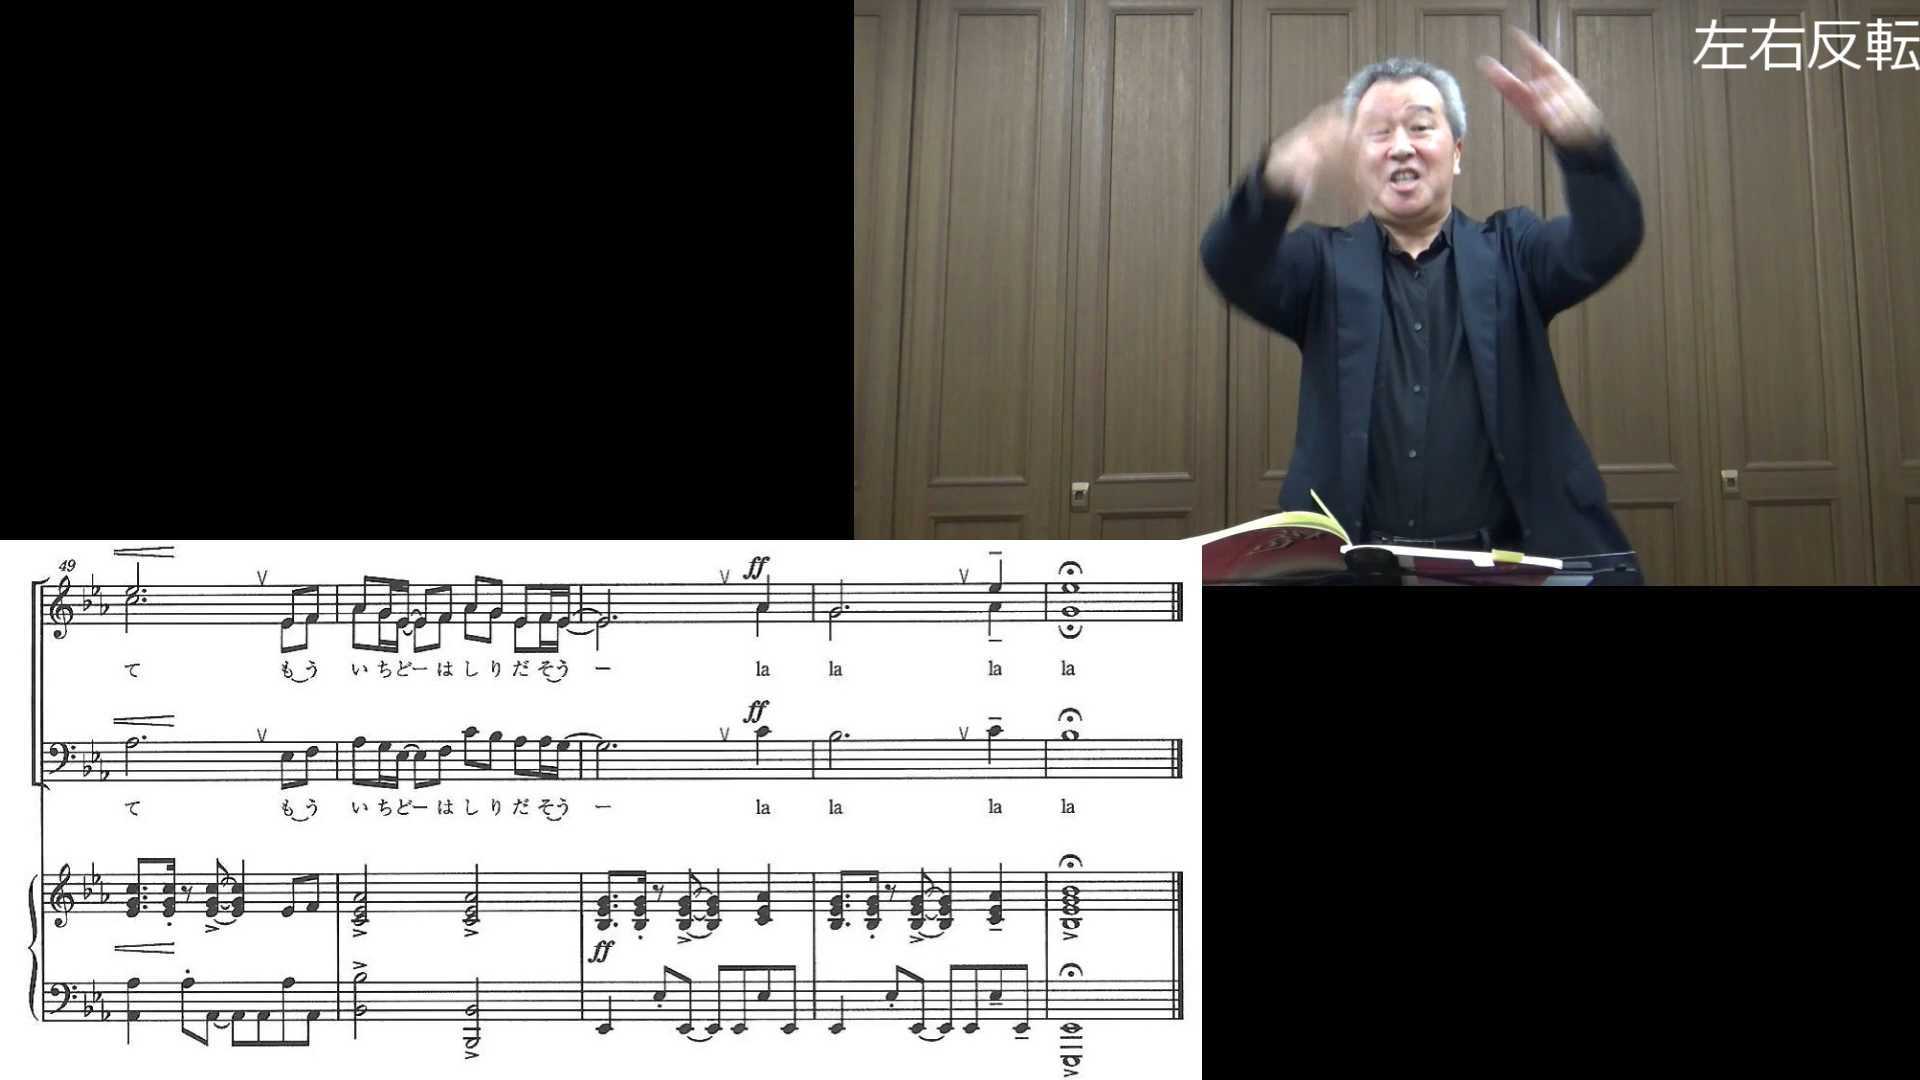 左右反転
49
ff
て もう いちどーはしりだ そう ー la la la la
ff
て もう いちどーはしりだ そう ー la la la la
ff